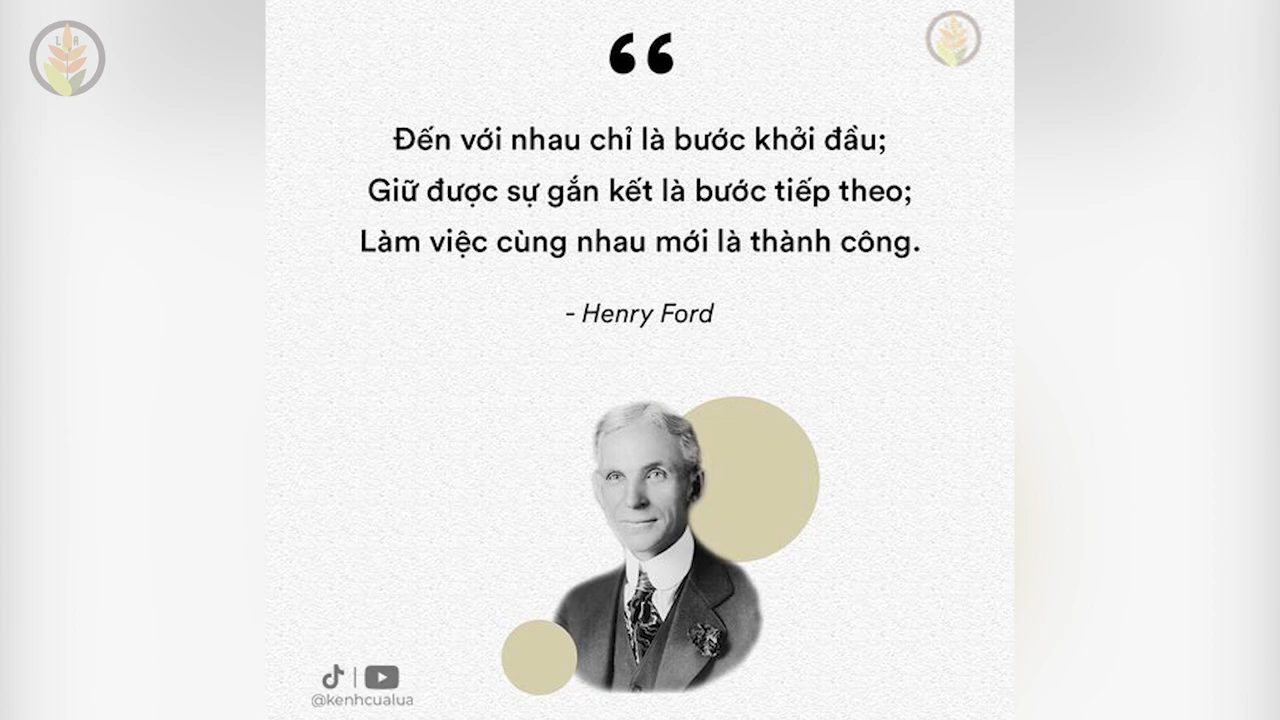 L A
“
Đến với nhau chỉ là bước khởi đầu;
Giữ được sự gắn kết là bước tiếp theo;
Làm việc cùng nhau mới là thành công.
- Henry Ford
@kenhcualua